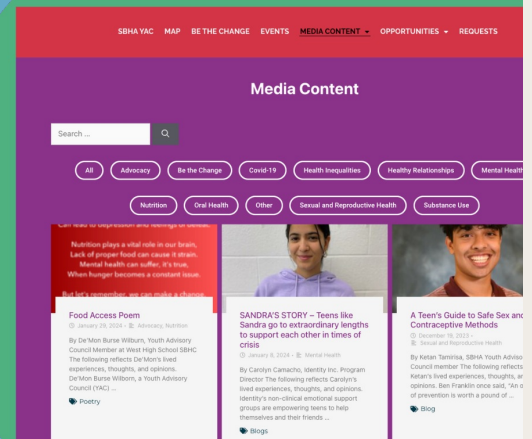 SBHA YAC MAP BE THE CHANGE EVENTS MEDIA CONTENT OPPORTUNITIES REQUESTS
Media Content
Search ...
All Advocacy Be the Change Covid-19 Health Inequalities Healthy Relationships Mental Health
Nutrition Oral Health Other Sexual and Reproductive Health Substance Use
Can lead to depression and feelings of defeat.
Nutrition plays a vital role in our brain,
Lack of proper food can cause it strain.
Mental health can suffer, it's true,
When hunger becomes a constant issue.
But let's remember, we can make a change.
Food Access Poem
January 29, 2024 - Advocacy, Nutrition
By De'Mon Burse Wilburn, Youth Advisory
Council Member at West High School SBHC
The following reflects De'Mon's lived
experiences, thoughts, and opinions.
De'Mon Burse Wilborn, a Youth Advisory
Council (YAC) ...
Poetry
SANDRA'S STORY – Teens like
Sandra go to extraordinary lengths
to support each other in times of
crisis
January 8, 2024 - Mental Health
By Carolyn Camacho, Identity Inc. Program
Director The following reflects Carolyn's
lived experiences, thoughts, and opinions.
Identity's non-clinical emotional support
groups are empowering teens to help
themselves and their friends ...
Blogs
A Teen's Guide to Safe Sex and
Contraceptive Methods
December 19, 2023 -
Sexual and Reproductive Health
By Ketan Tamirisa, SBHA Youth Adviso
Council member The following reflects
Ketan's lived experiences, thoughts, an
opinions. Ben Franklin once said, "An o
of prevention is worth a pound of ...
Blog